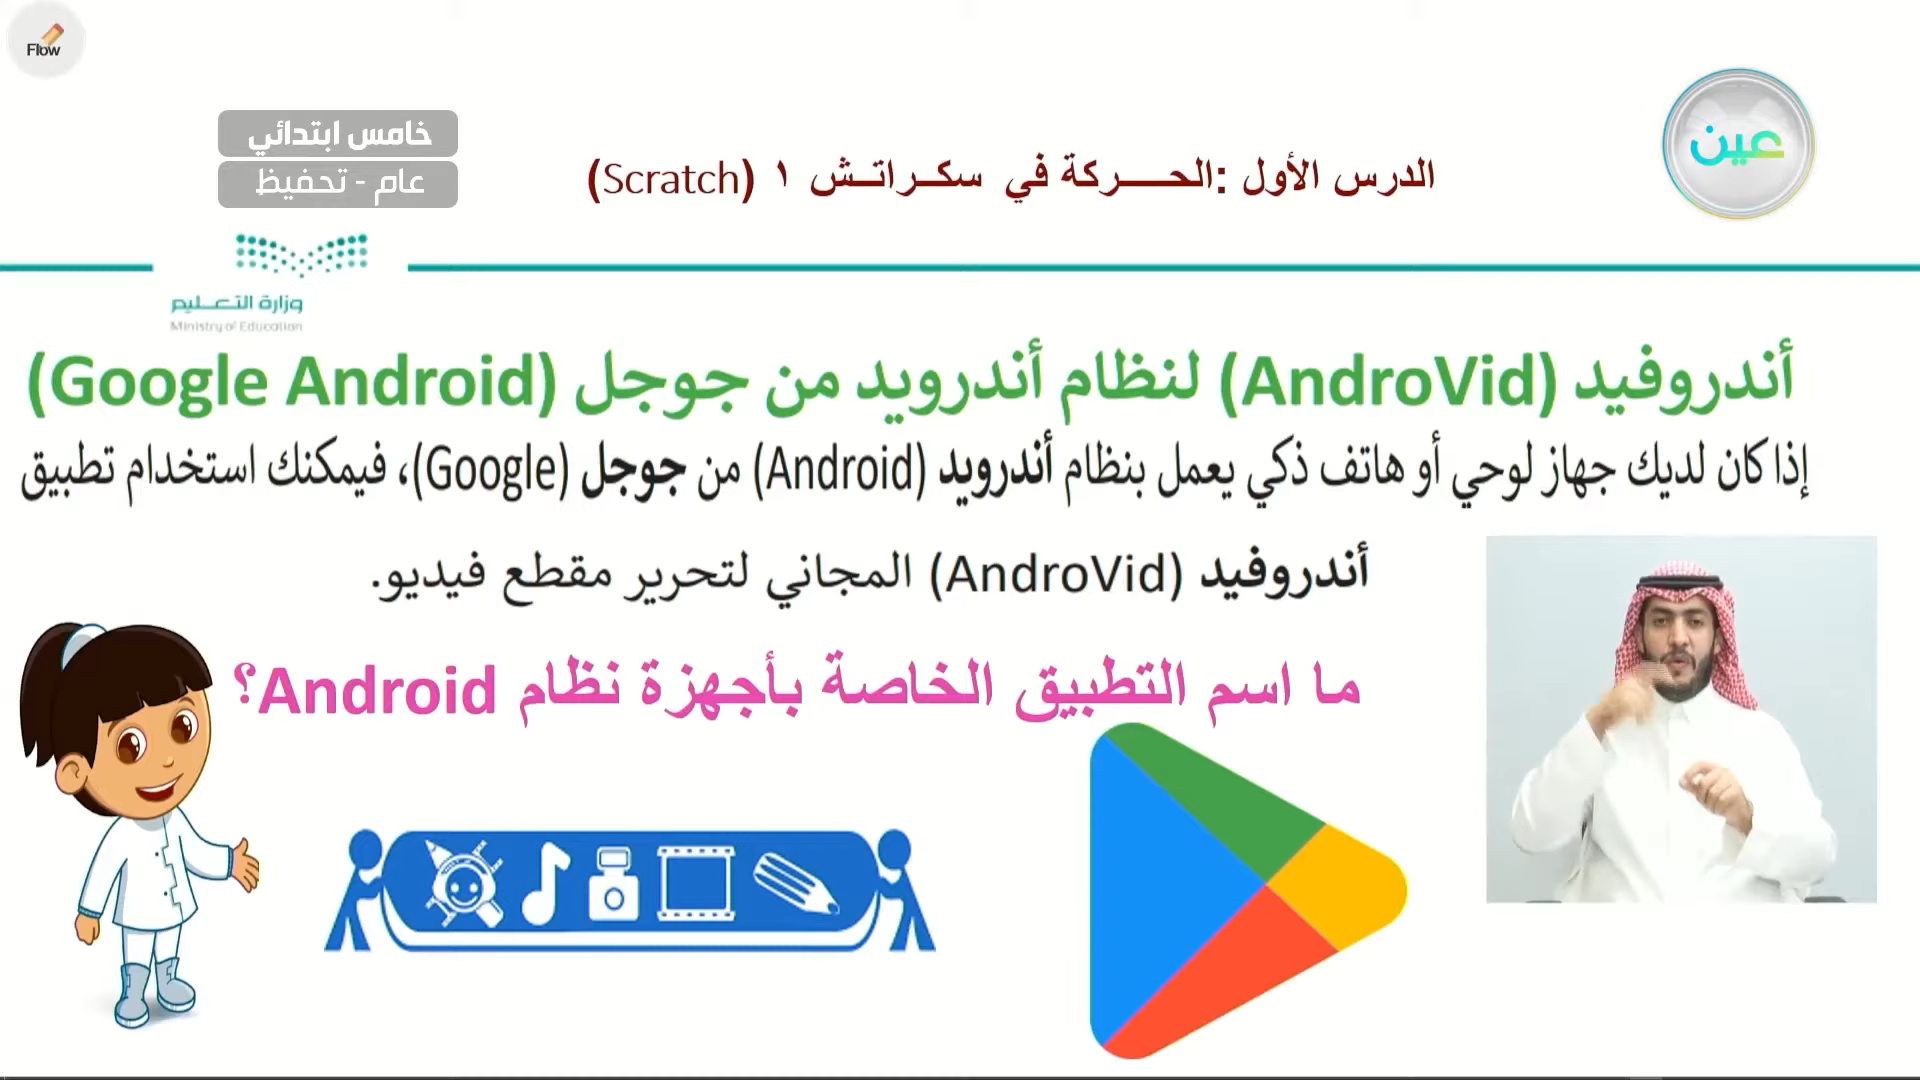 Flow
خامس ابتدائي
عام - تحفيظ
الدرس الأول :الحركة في سكراتش ١ (Scratch)
عين
وزارة التعليم
Ministry of Education
أندروفيد (AndroVid) لنظام أندرويد من جوجل (Google Android)
إذا كان لديك جهاز لوحي أو هاتف ذكي يعمل بنظام أندرويد (Android) من جوجل (Google)، فيمكنك استخدام تطبيق
أندروفيد (AndroVid) المجاني لتحرير مقطع فيديو.
ما اسم التطبيق الخاصة بأجهزة نظام Android؟